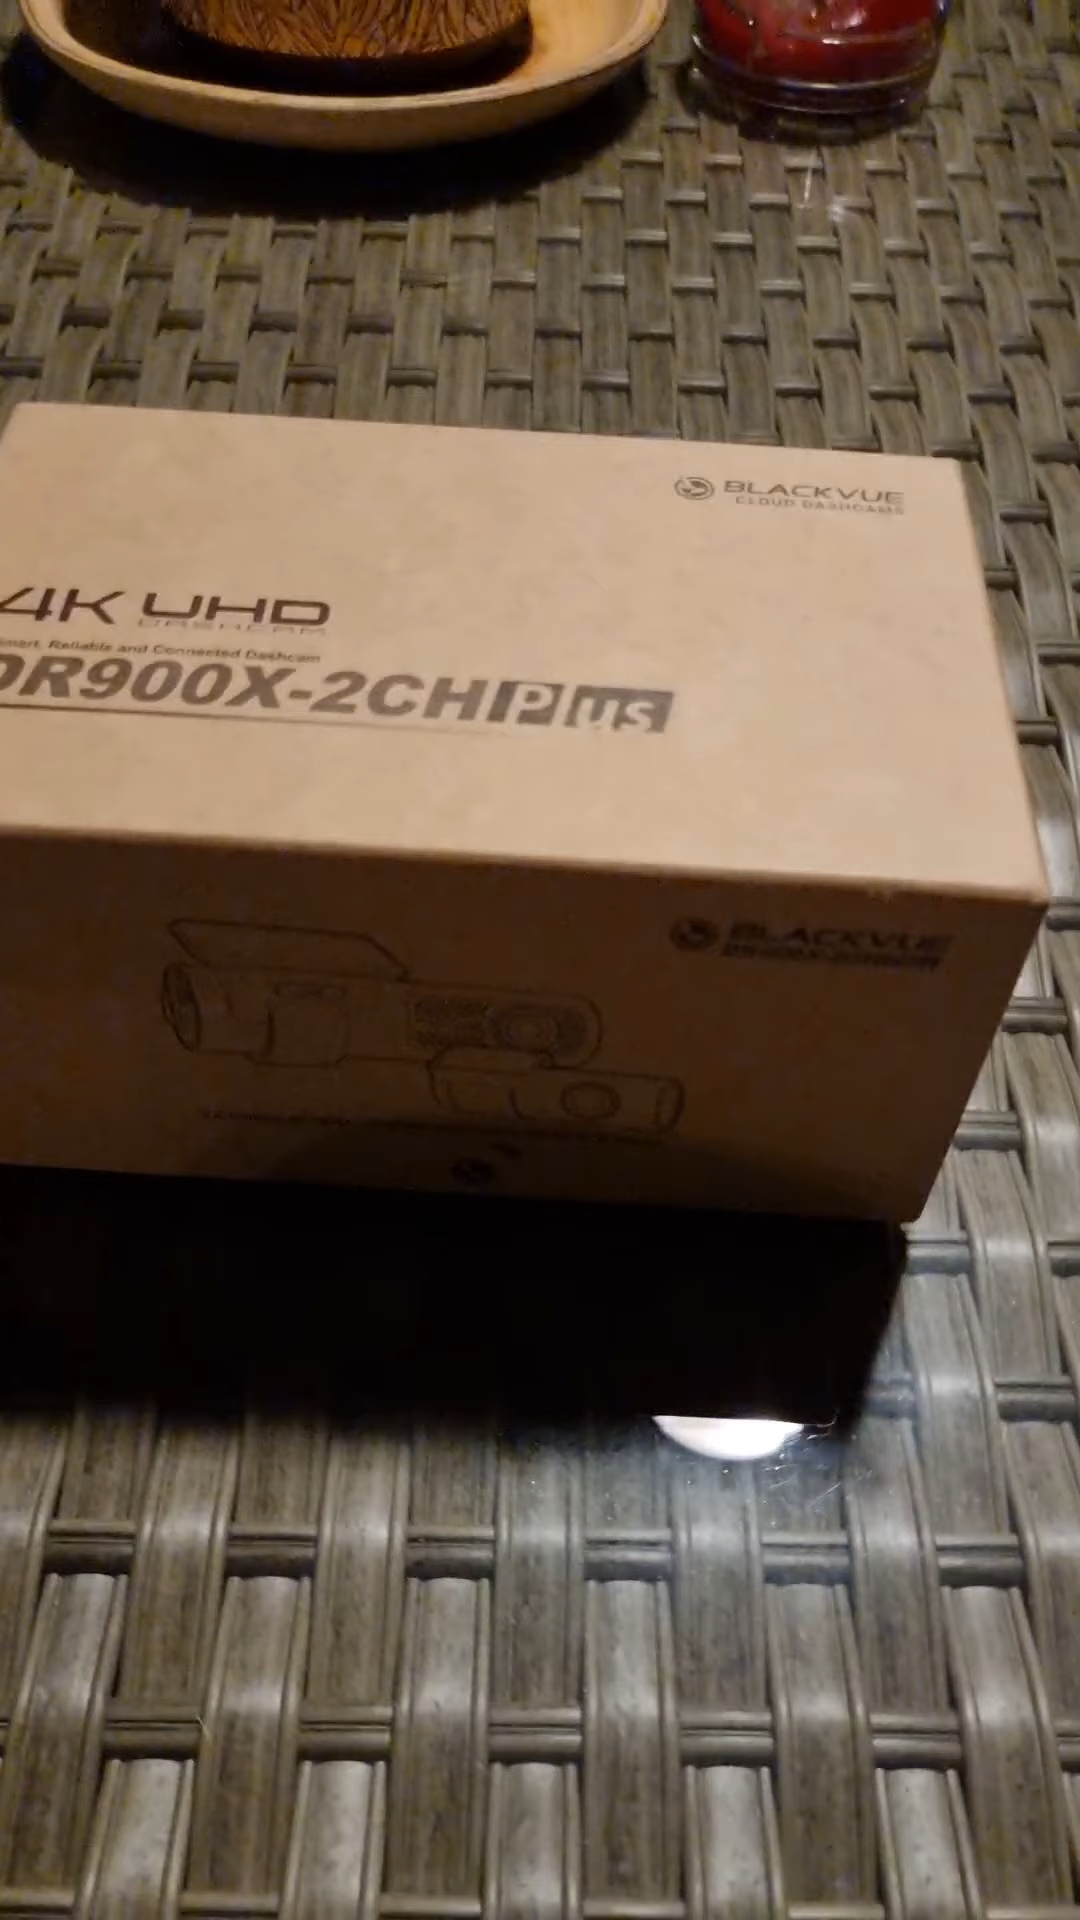 BLACKVUE
CLOUD DASHCAMS
4K UHD
DASHCAM
Smart, Reliable and Connected Dashcam
DR900X-2CH Plus
BLACKVUE